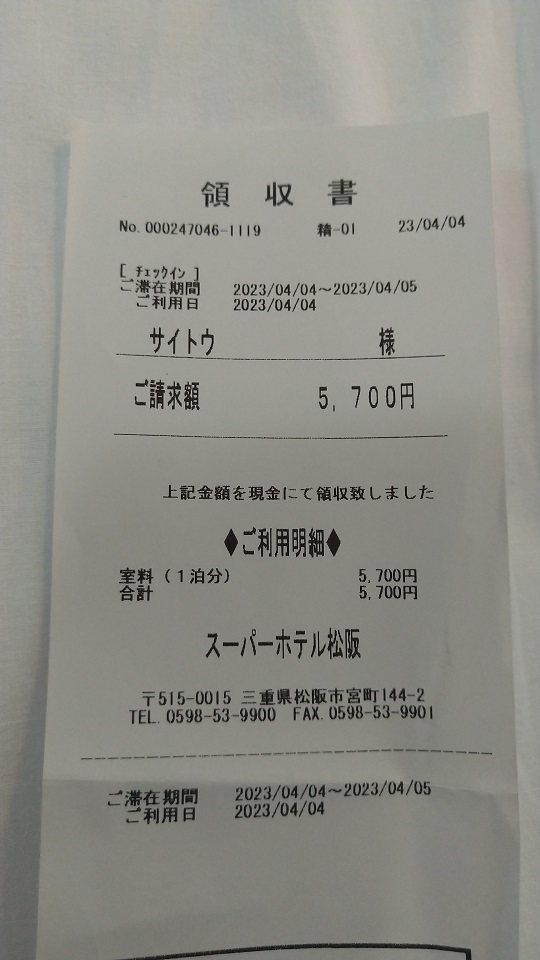 領 収 書
No. 000247046-1119 精-01 23/04/04
[ ﾁｪｯｸｲﾝ ]
ご滞在期間 2023/04/04～2023/04/05
ご利用日 2023/04/04
サイトウ 様
ご請求額 5,700円
上記金額を現金にて領収致しました
◆ご利用明細◆
室料（１泊分） 5,700円
合計 5,700円
スーパーホテル松阪
〒515-0015 三重県松阪市宮町144-2
TEL. 0598-53-9900 FAX. 0598-53-9901
ご滞在期間 2023/04/04～2023/04/05
ご利用日 2023/04/04